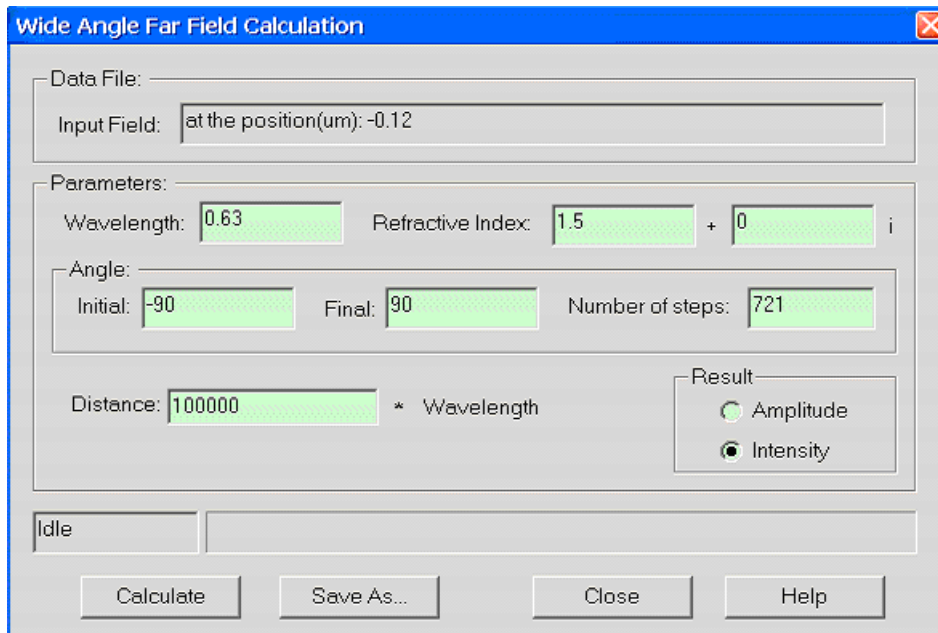 Wide Angle Far Field Calculation
Data File:
Input Field: at the position(um): -0.12
Parameters:
Wavelength: 0.63 Refractive Index: 1.5 + 0 i
Angle:
Initial: -90 Final: 90 Number of steps: 721
Distance: 100000 * Wavelength
Result
Amplitude
Intensity
Idle
Calculate Save As... Close Help